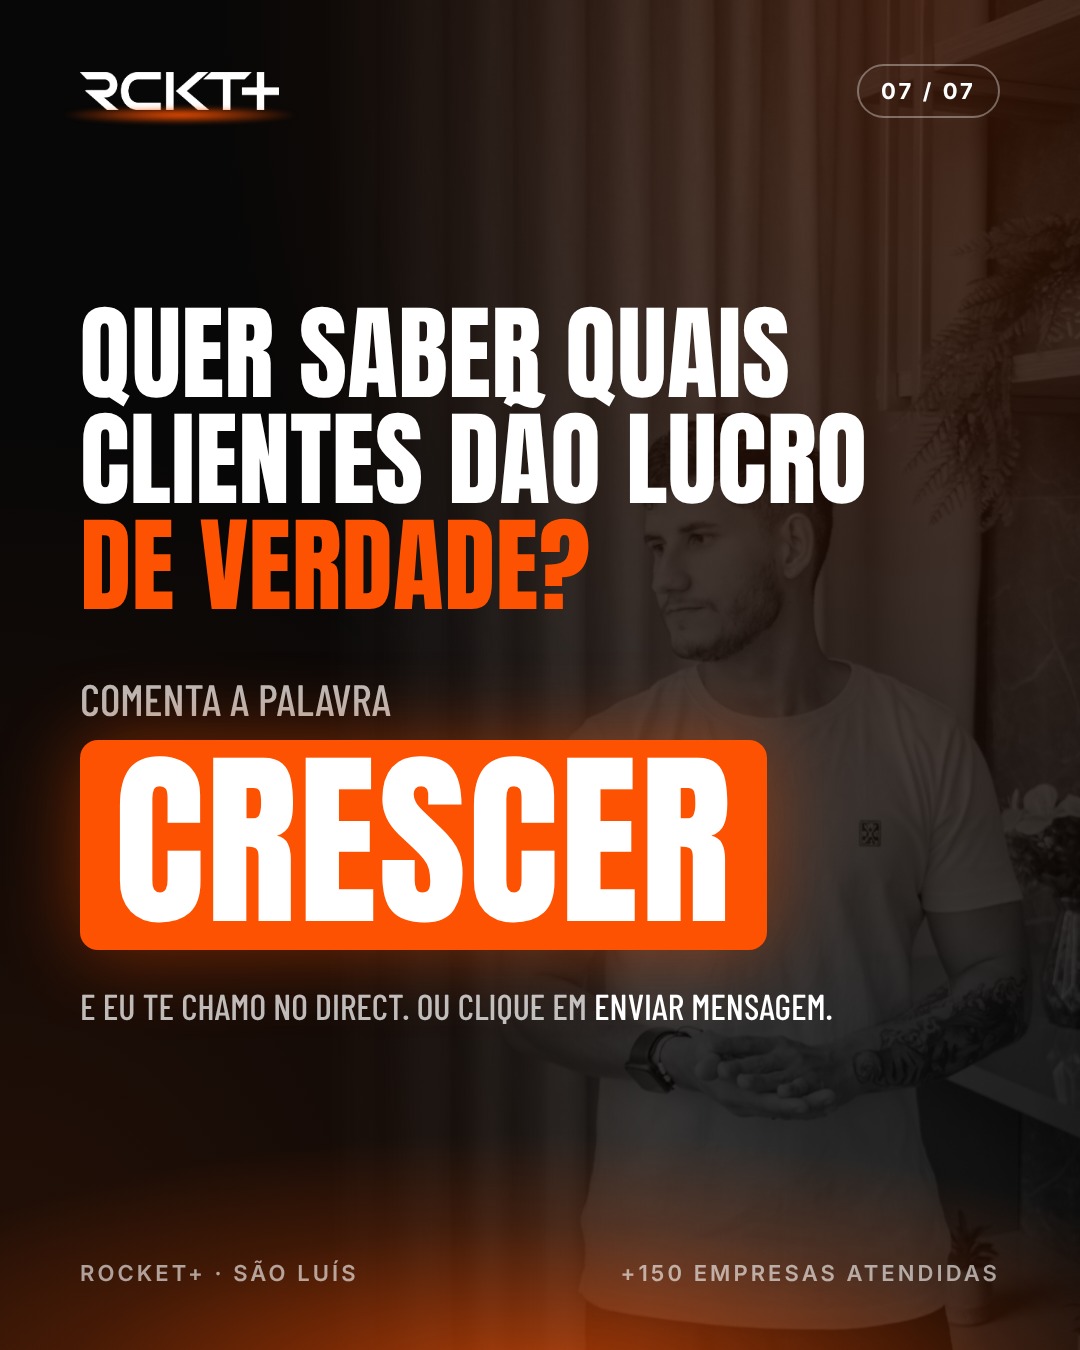 RCKT+
07 / 07
QUER SABER QUAIS
CLIENTES DÃO LUCRO
DE VERDADE?
COMENTA A PALAVRA
CRESCER
E EU TE CHAMO NO DIRECT. OU CLIQUE EM ENVIAR MENSAGEM.
ROCKET+ · SÃO LUÍS
+150 EMPRESAS ATENDIDAS